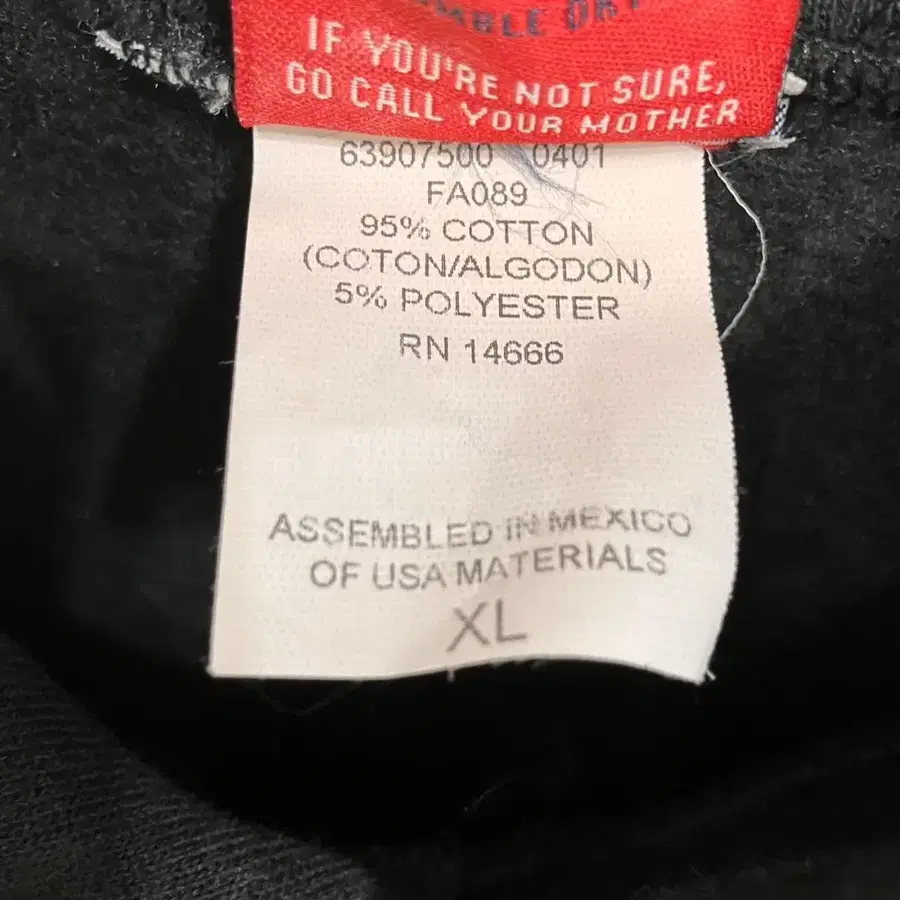 IF YOU'RE NOT SURE,
GO CALL YOUR MOTHER
63907500 0401
FA089
95% COTTON
(COTON/ALGODON)
5% POLYESTER
RN 14666
ASSEMBLED IN MEXICO
OF USA MATERIALS
XL